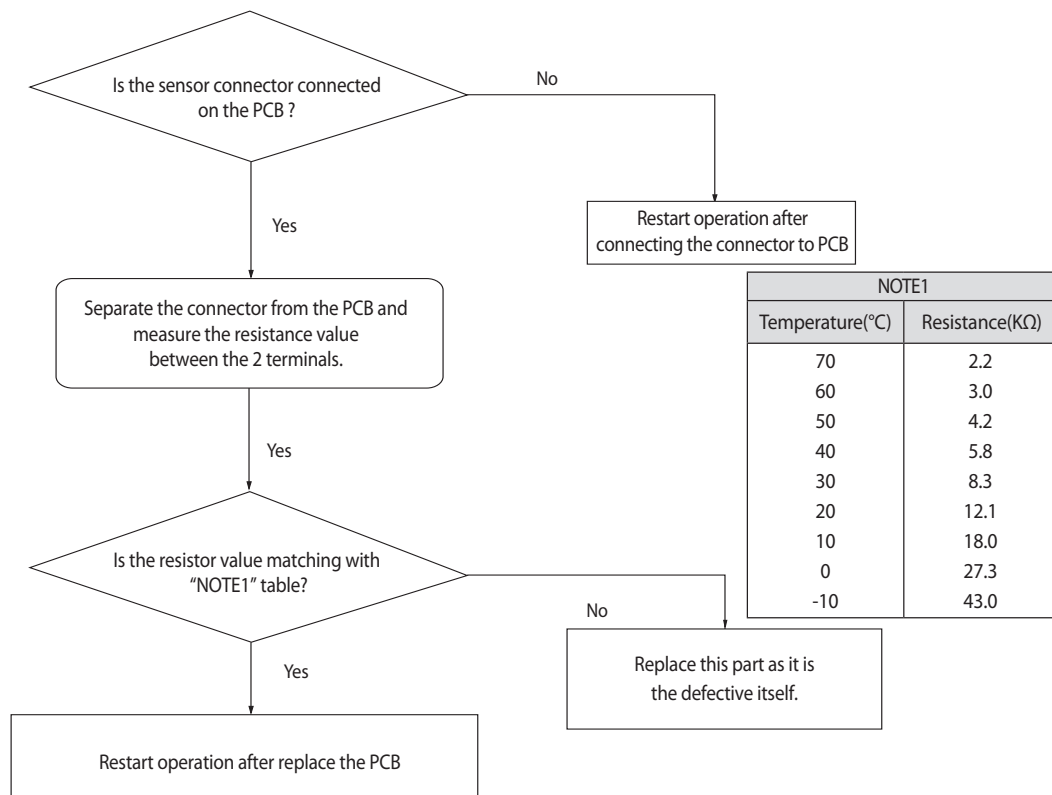 Is the sensor connector connected
on the PCB ?
No
Yes
Restart operation after
connecting the connector to PCB
Separate the connector from the PCB and
measure the resistance value
between the 2 terminals.
NOTE1
Temperature(°C) Resistance(KΩ)
70 2.2
60 3.0
50 4.2
40 5.8
30 8.3
20 12.1
10 18.0
0 27.3
-10 43.0
Yes
Is the resistor value matching with
“NOTE1” table?
No
Yes
Replace this part as it is
the defective itself.
Restart operation after replace the PCB